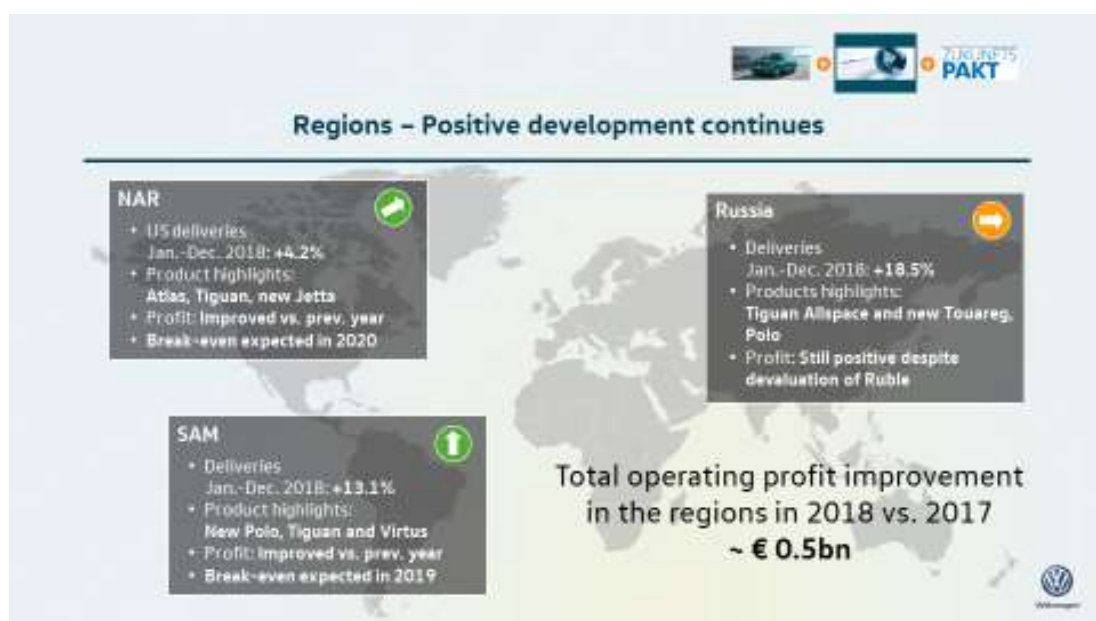 ZUKUNFTS
PAKT
Regions – Positive development continues
NAR
• US deliveries
Jan.-Dec. 2018: +4.2%
• Product highlights:
Atlas, Tiguan, new Jetta
• Profit: Improved vs. prev. year
• Break-even expected in 2020
Russia
• Deliveries
Jan.-Dec. 2018: +18.5%
• Products highlights:
Tiguan Allspace and new Touareg,
Polo
• Profit: Still positive despite
devaluation of Ruble
SAM
• Deliveries
Jan.-Dec. 2018: +13.1%
• Product highlights:
New Polo, Tiguan and Virtus
• Profit: Improved vs. prev. year
• Break-even expected in 2019
Total operating profit improvement
in the regions in 2018 vs. 2017
~ € 0.5bn
Volkswagen